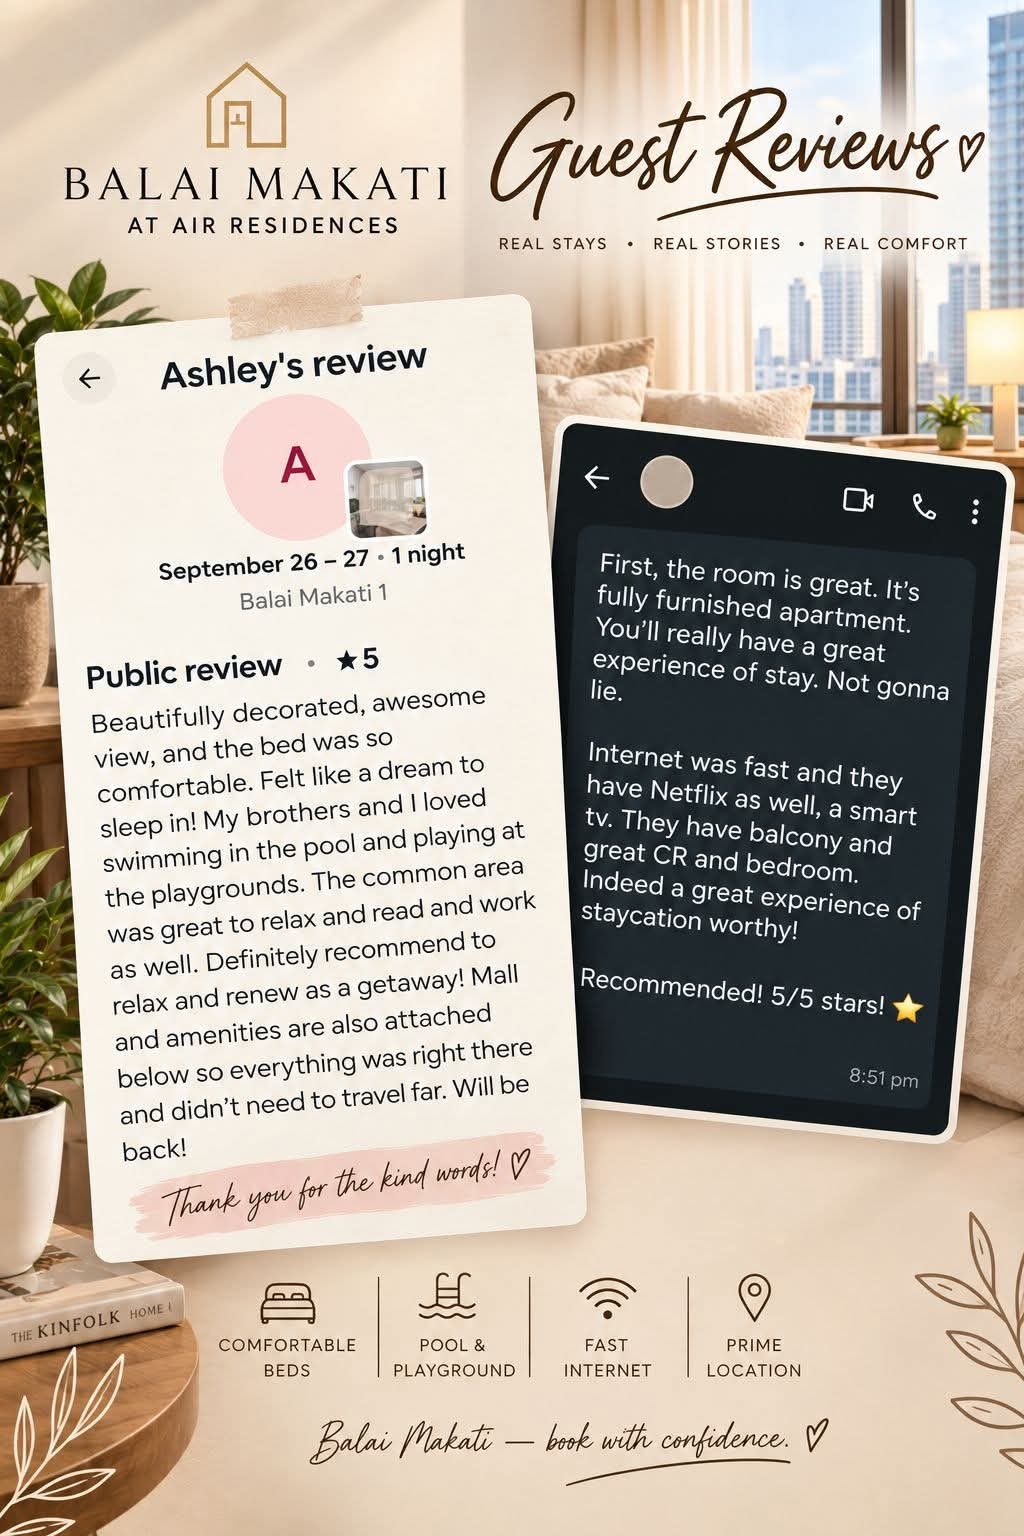 BALAI MAKATI
AT AIR RESIDENCES
Guest Reviews
REAL STAYS • REAL STORIES • REAL COMFORT
Ashley's review
A
September 26 – 27 • 1 night
Balai Makati 1
Public review • ★ 5
Beautifully decorated, awesome
view, and the bed was so
comfortable. Felt like a dream to
sleep in! My brothers and I loved
swimming in the pool and playing at
the playgrounds. The common area
was great to relax and read and work
as well. Definitely recommend to
relax and renew as a getaway! Mall
and amenities are also attached
below so everything was right there
and didn't need to travel far. Will be
back!
Thank you for the kind words! ♡
First, the room is great. It's
fully furnished apartment.
You'll really have a great
experience of stay. Not gonna
lie.
Internet was fast and they
have Netflix as well, a smart
tv. They have balcony and
great CR and bedroom.
Indeed a great experience of
staycation worthy!
Recommended! 5/5 stars! ⭐
8:51 pm
THE KINFOLK HOME
COMFORTABLE
BEDS
POOL &
PLAYGROUND
FAST
INTERNET
PRIME
LOCATION
Balai Makati — book with confidence. ♡